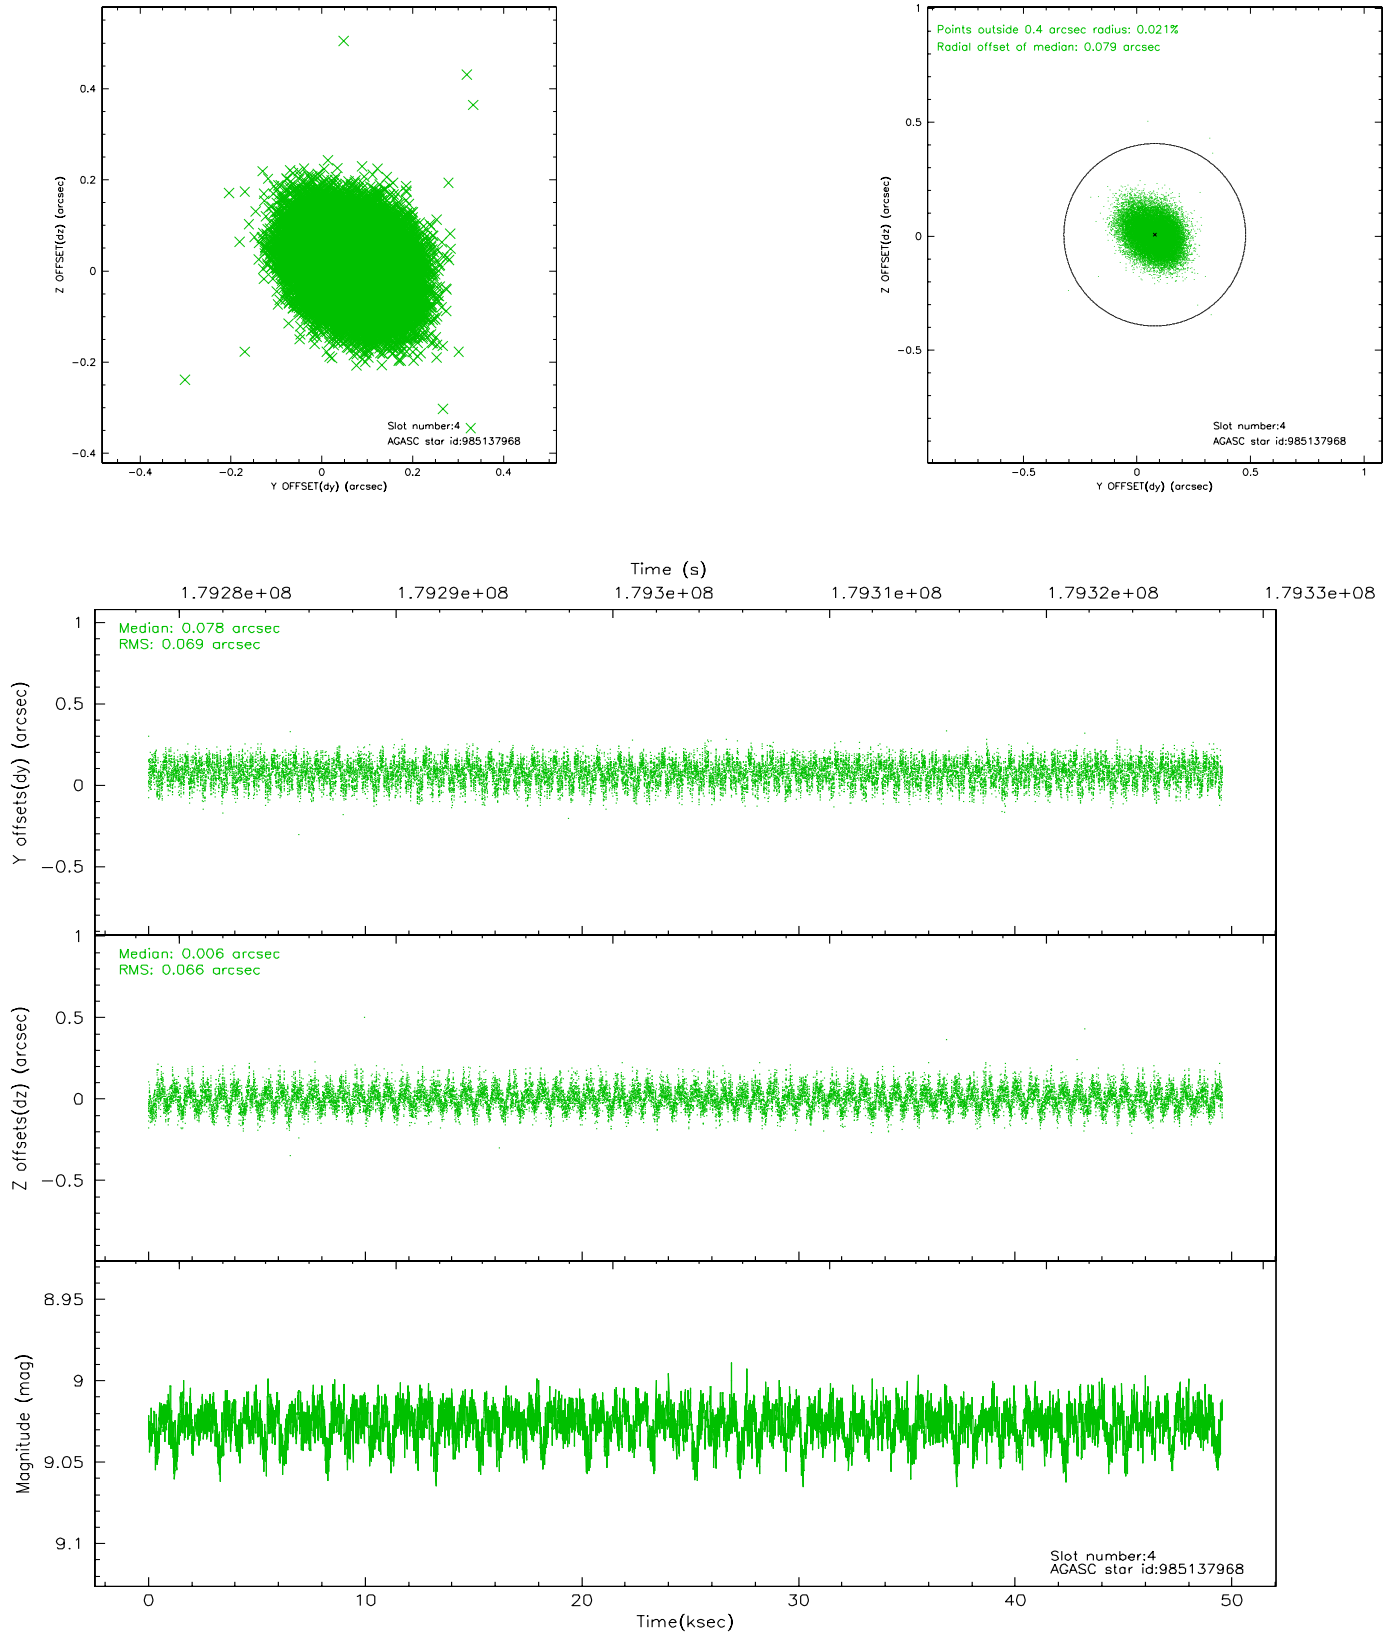 0.4
0.2
0
−0.2
−0.4
Z OFFSET(dz) (arcsec)
Slot number:4
AGASC star id:985137968
−0.4 −0.2 0 0.2 0.4
Y OFFSET(dy) (arcsec)
1
0.5
0
−0.5
Z OFFSET(dz) (arcsec)
Points outside 0.4 arcsec radius: 0.021%
Radial offset of median: 0.079 arcsec
Slot number:4
AGASC star id:985137968
−0.5 0 0.5 1
Y OFFSET(dy) (arcsec)
Time (s)
1.7928e+08 1.7929e+08 1.793e+08 1.7931e+08 1.7932e+08 1.7933e+08
Median: 0.078 arcsec
RMS: 0.069 arcsec
1
0.5
0
−0.5
Y offsets(dy) (arcsec)
Median: 0.006 arcsec
RMS: 0.066 arcsec
1
0.5
0
−0.5
Z offsets(dz) (arcsec)
8.95
9
9.05
9.1
Magnitude (mag)
Slot number:4
AGASC star id:985137968
0 10 20 30 40 50
Time(ksec)